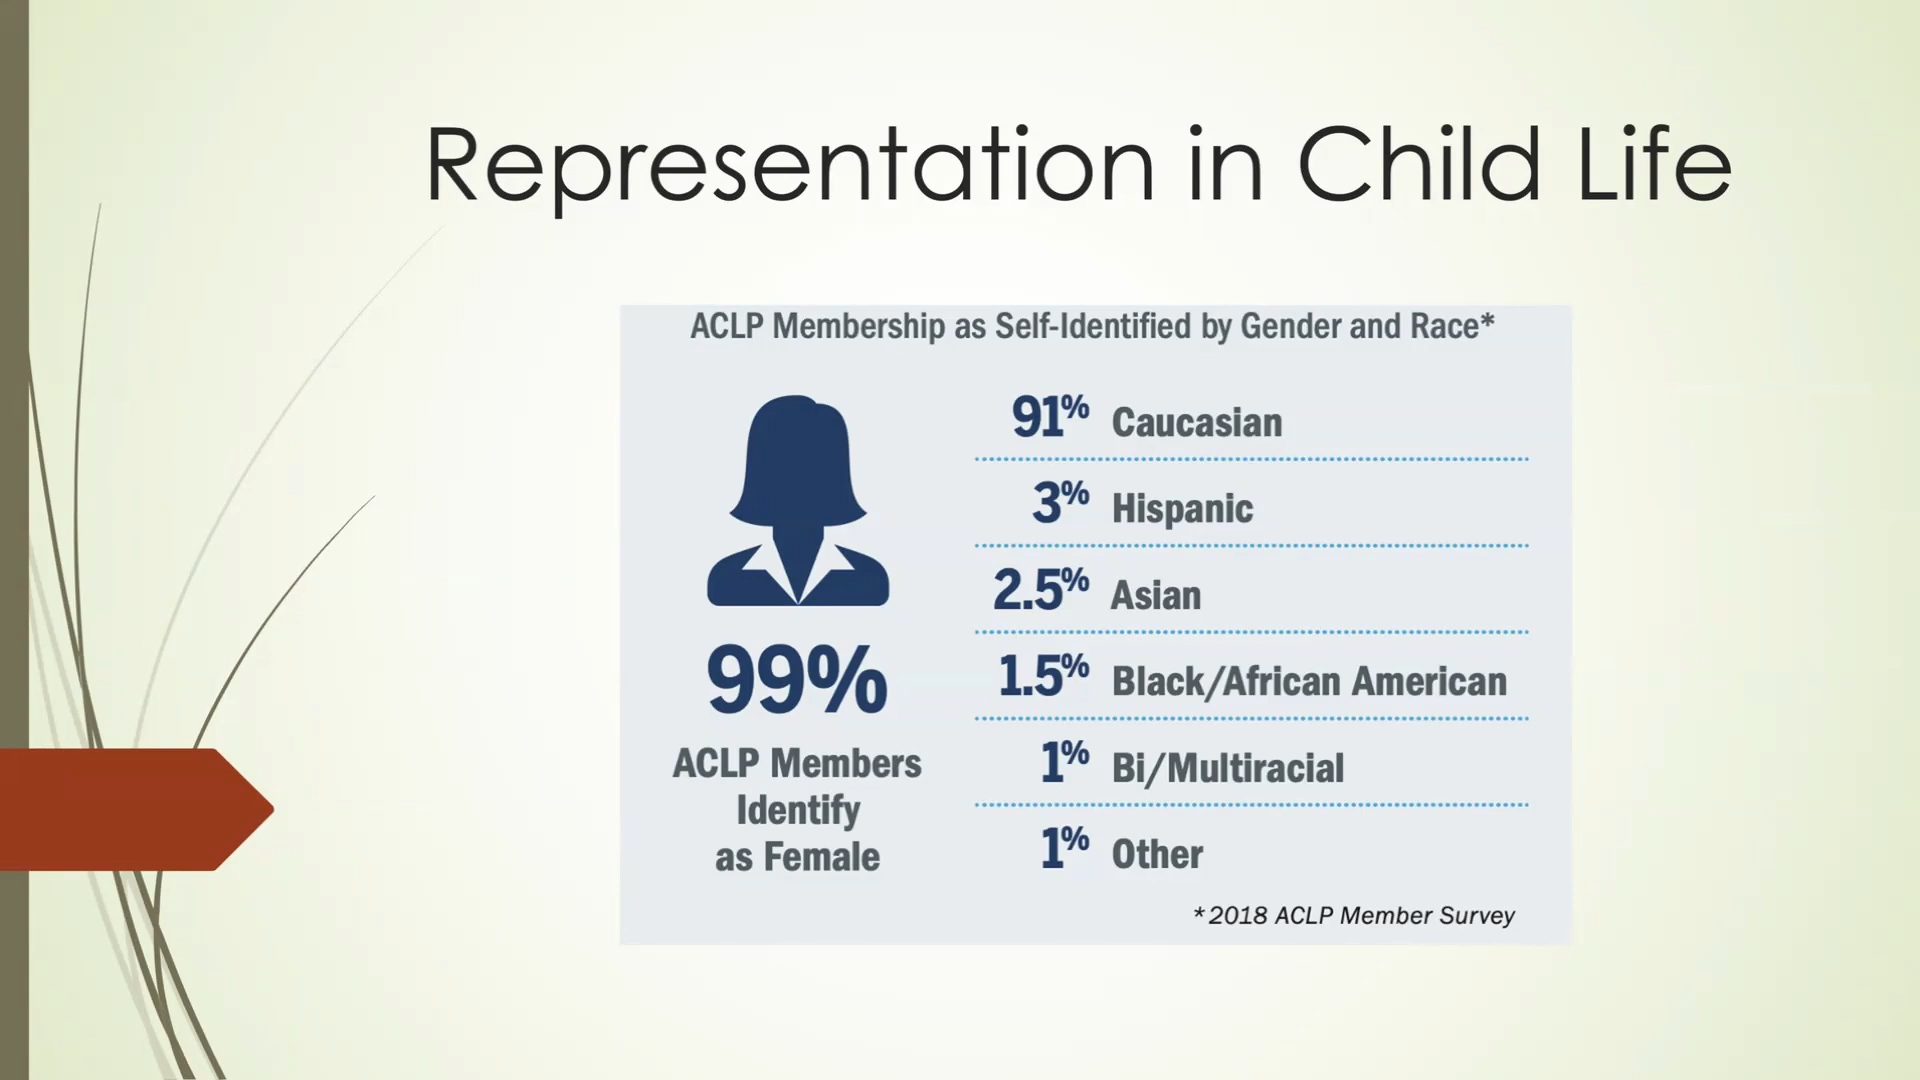 Representation in Child Life
ACLP Membership as Self-Identified by Gender and Race*
99%
ACLP Members
Identify
as Female
91% Caucasian
3% Hispanic
2.5% Asian
1.5% Black/African American
1% Bi/Multiracial
1% Other
*2018 ACLP Member Survey